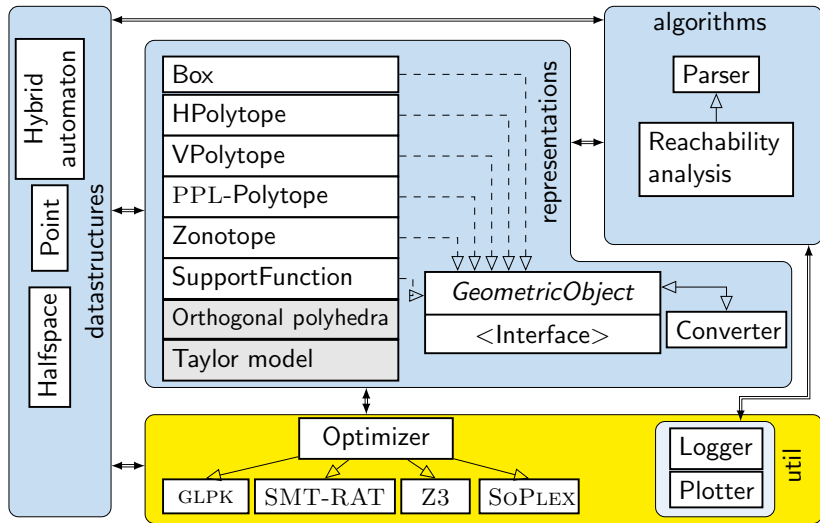 Hybrid
automaton
Point
Halfspace
datastructures
Box
HPolytope
VPolytope
PPL-Polytope
Zonotope
SupportFunction
Orthogonal polyhedra
Taylor model
representations
GeometricObject
<Interface>
Converter
algorithms
Parser
Reachability
analysis
Optimizer
GLPK
SMT-RAT
Z3
SoPlex
Logger
Plotter
util